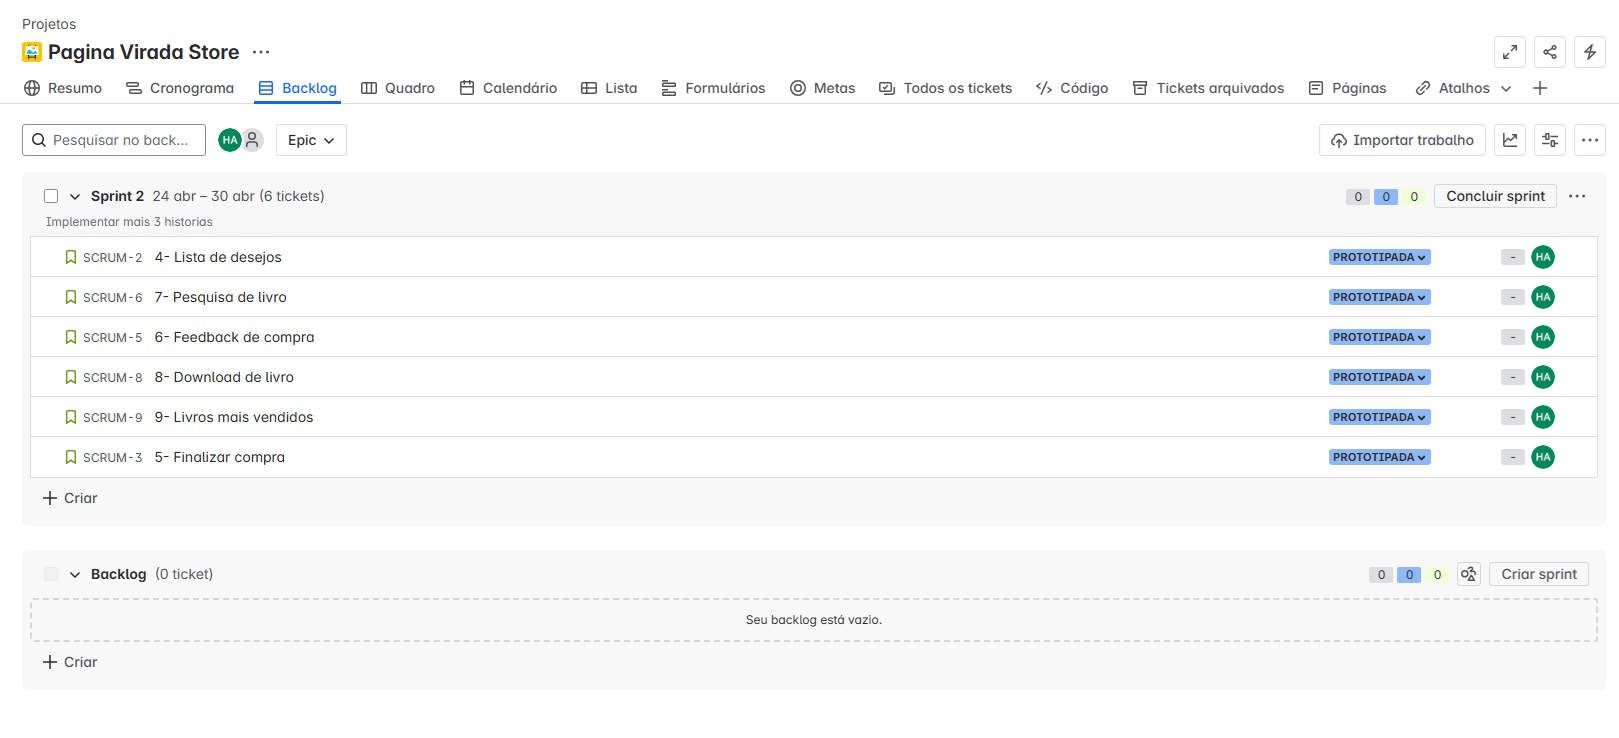 Projetos
Pagina Virada Store
Resumo Cronograma Backlog Quadro Calendário Lista Formulários Metas Todos os tickets Código Tickets arquivados Páginas Atalhos
Pesquisar no back... HA Epic Importar trabalho
Sprint 2 24 abr – 30 abr (6 tickets) 0 0 0 Concluir sprint
Implementar mais 3 historias
SCRUM-2 4- Lista de desejos PROTOTIPADA - HA
SCRUM-6 7- Pesquisa de livro PROTOTIPADA - HA
SCRUM-5 6- Feedback de compra PROTOTIPADA - HA
SCRUM-8 8- Download de livro PROTOTIPADA - HA
SCRUM-9 9- Livros mais vendidos PROTOTIPADA - HA
SCRUM-3 5- Finalizar compra PROTOTIPADA - HA
Criar
Backlog (0 ticket) 0 0 0 Criar sprint
Seu backlog está vazio.
Criar